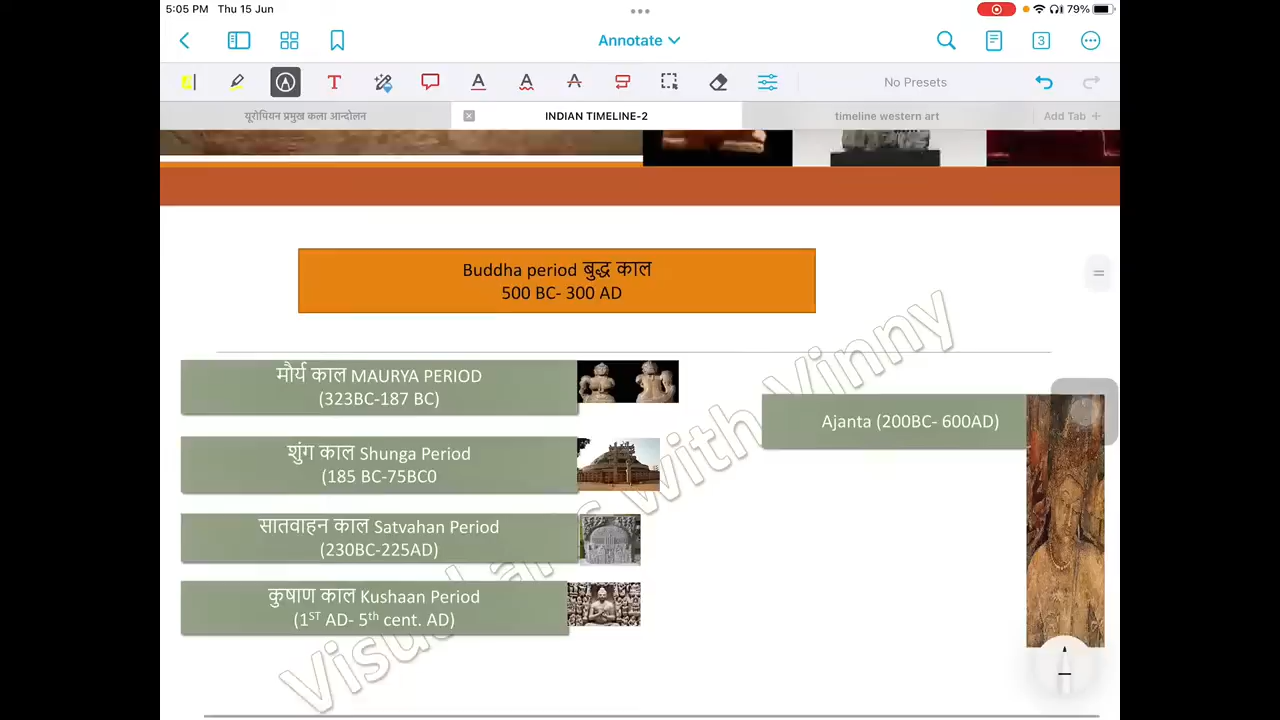 5:05 PM Thu 15 Jun
79%
Annotate
3
T
A
A
A
No Presets
यूरोपियन प्रमुख कला आन्दोलन
INDIAN TIMELINE-2
timeline western art
Add Tab +
Buddha period बुद्ध काल
500 BC- 300 AD
मौर्य काल MAURYA PERIOD
(323BC-187 BC)
Ajanta (200BC- 600AD)
शुंग काल Shunga Period
(185 BC-75BC0
सातवाहन काल Satvahan Period
(230BC-225AD)
कुषाण काल Kushaan Period
(1ST AD- 5th cent. AD)
Visual arts with Vinny